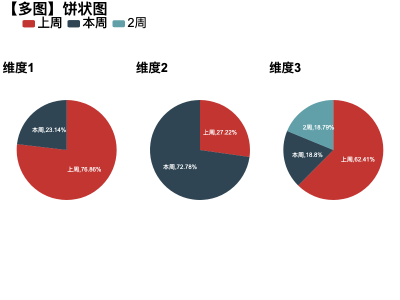 【多图】饼状图
上周 本周 2周
维度1 维度2 维度3
本周,23.14%
上周,76.86%
上周,27.22%
本周,72.78%
2周,18.79%
本周,18.8%
上周,62.41%